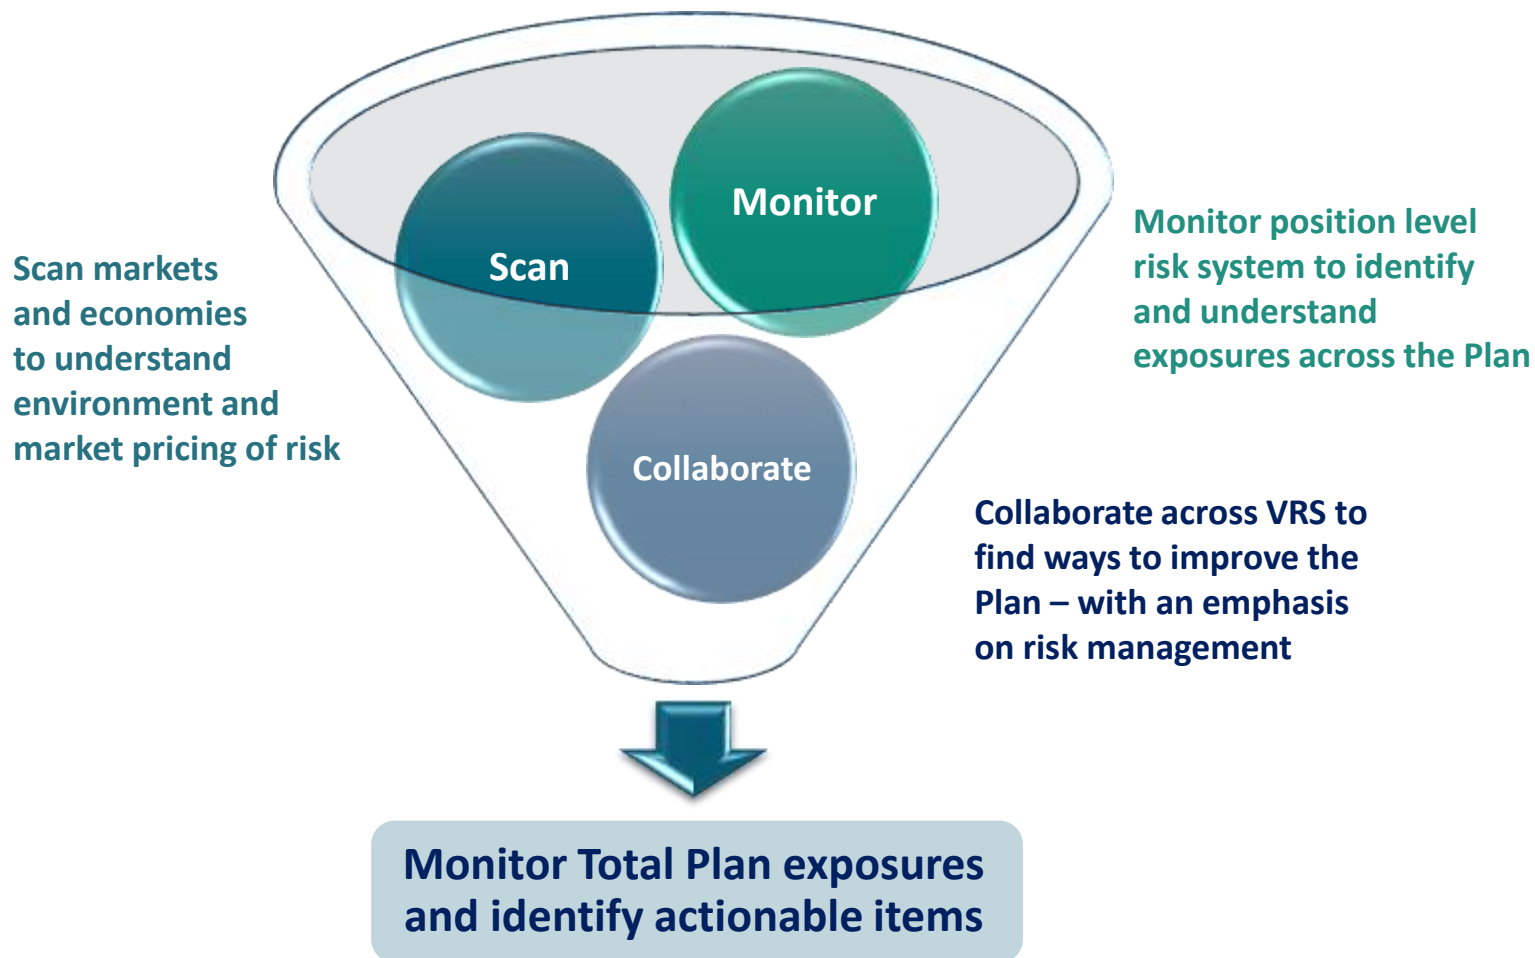 Monitor
Scan
Collaborate
Scan markets
and economies
to understand
environment and
market pricing of risk
Monitor position level
risk system to identify
and understand
exposures across the Plan
Collaborate across VRS to
find ways to improve the
Plan – with an emphasis
on risk management
Monitor Total Plan exposures
and identify actionable items